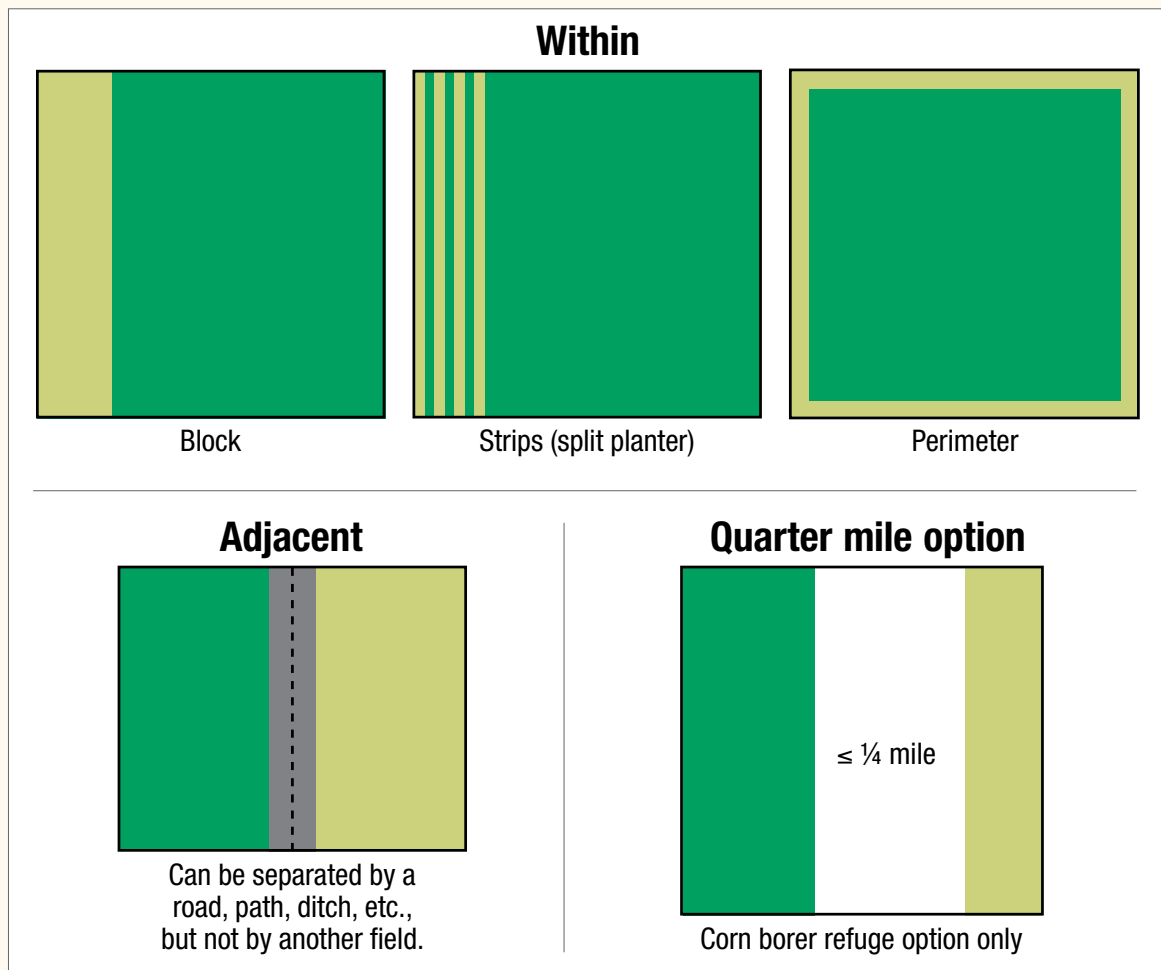 Within
Block
Strips (split planter)
Perimeter
Adjacent
Can be separated by a
road, path, ditch, etc.,
but not by another field.
Quarter mile option
≤ ¼ mile
Corn borer refuge option only